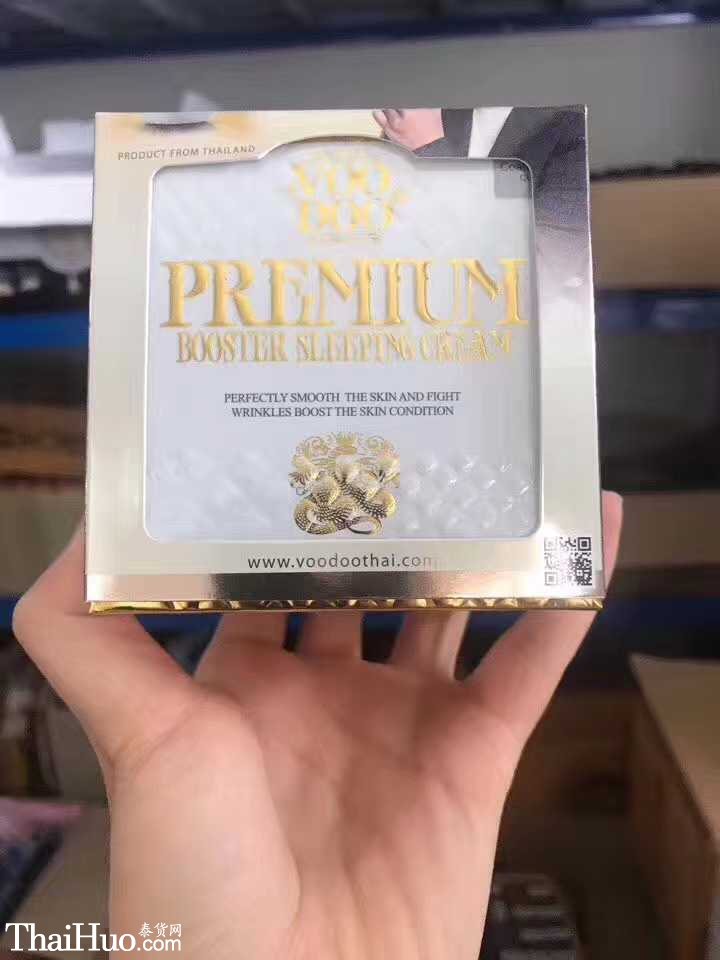 PRODUCT FROM THAILAND
VOO
DOO
PREMIUM
BOOSTER SLEEPING CREAM
PERFECTLY SMOOTH THE SKIN AND FIGHT
WRINKLES BOOST THE SKIN CONDITION
www.voodoothai.com
泰货网
ThaiHuo.com